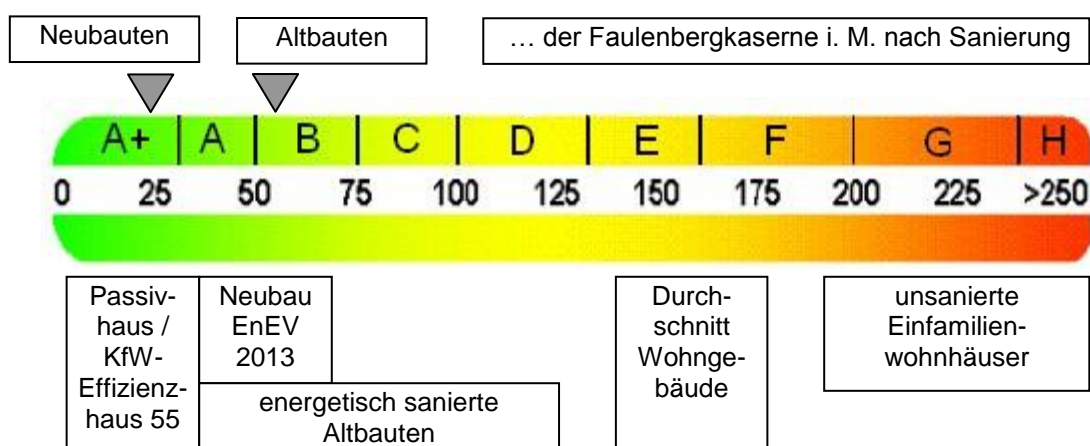 Neubauten
Altbauten
… der Faulenbergkaserne i. M. nach Sanierung
A+ A B C D E F G H
0 25 50 75 100 125 150 175 200 225 >250
Passiv-
haus /
KfW-
Effizienz-
haus 55
Neubau
EnEV
2013
energetisch sanierte
Altbauten
Durch-
schnitt
Wohnge-
bäude
unsanierte
Einfamilien-
wohnhäuser